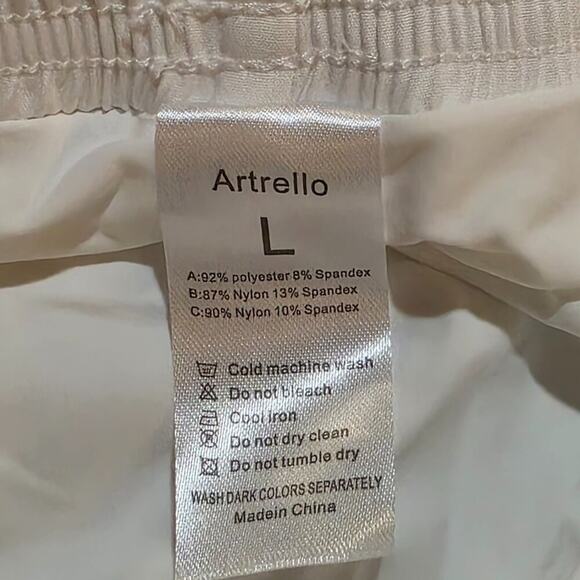 Artrello
L
A:92% polyester 8% Spandex
B:87% Nylon 13% Spandex
C:90% Nylon 10% Spandex
Cold machine wash
Do not bleach
Cool Iron
Do not dry clean
Do not tumble dry
WASH DARK COLORS SEPARATELY
Madein China